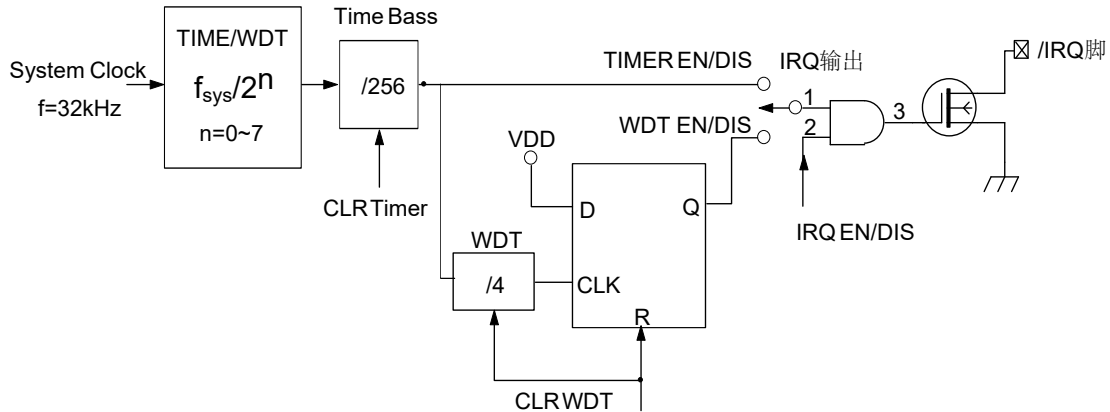 Time Bass
TIME/WDT
fsys/2n
n=0~7
System Clock
f=32kHz
/256
CLR Timer
TIMER EN/DIS
IRQ输出
/IRQ脚
1
2
3
WDT EN/DIS
IRQ EN/DIS
VDD
D
Q
CLK
R
WDT
/4
CLR WDT